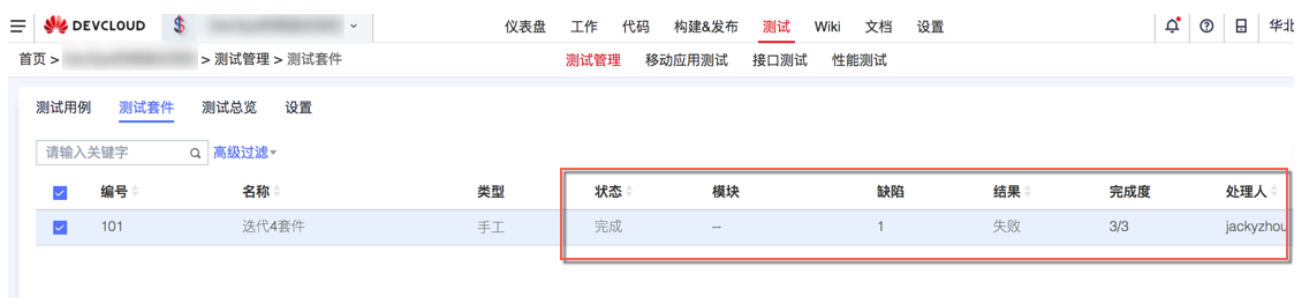 DEVCLOUD 仪表盘 工作 代码 构建&发布 测试 Wiki 文档 设置 华北
首页 > > 测试管理 > 测试套件 测试管理 移动应用测试 接口测试 性能测试
测试用例 测试套件 测试总览 设置
请输入关键字 高级过滤
编号 名称 类型 状态 模块 缺陷 结果 完成度 处理人
101 迭代4套件 手工 完成 -- 1 失败 3/3 jackyzhou